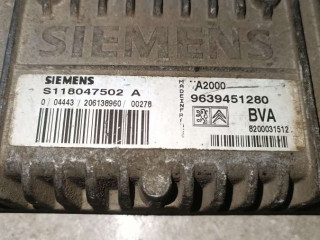 SIEMENS
SIEMENS
S118047502 A
0 / 04443 / 206138960 / 00278
A2000
9639451280
BVA
8200031512